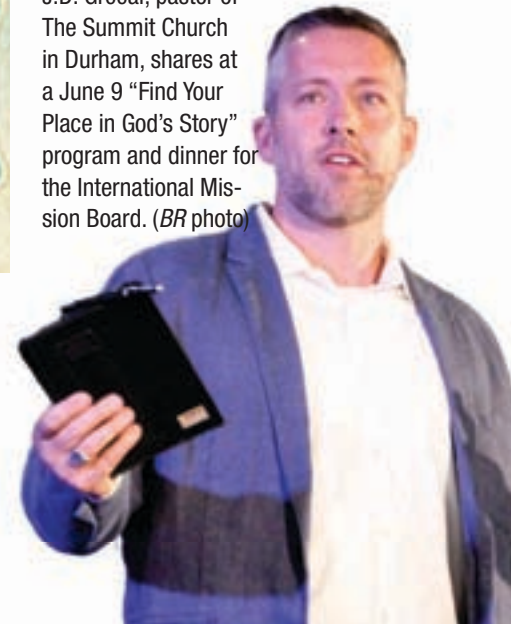 J.D. Greear, pastor of
The Summit Church
in Durham, shares at
a June 9 “Find Your
Place in God’s Story”
program and dinner for
the International Mis-
sion Board. (BR photo)